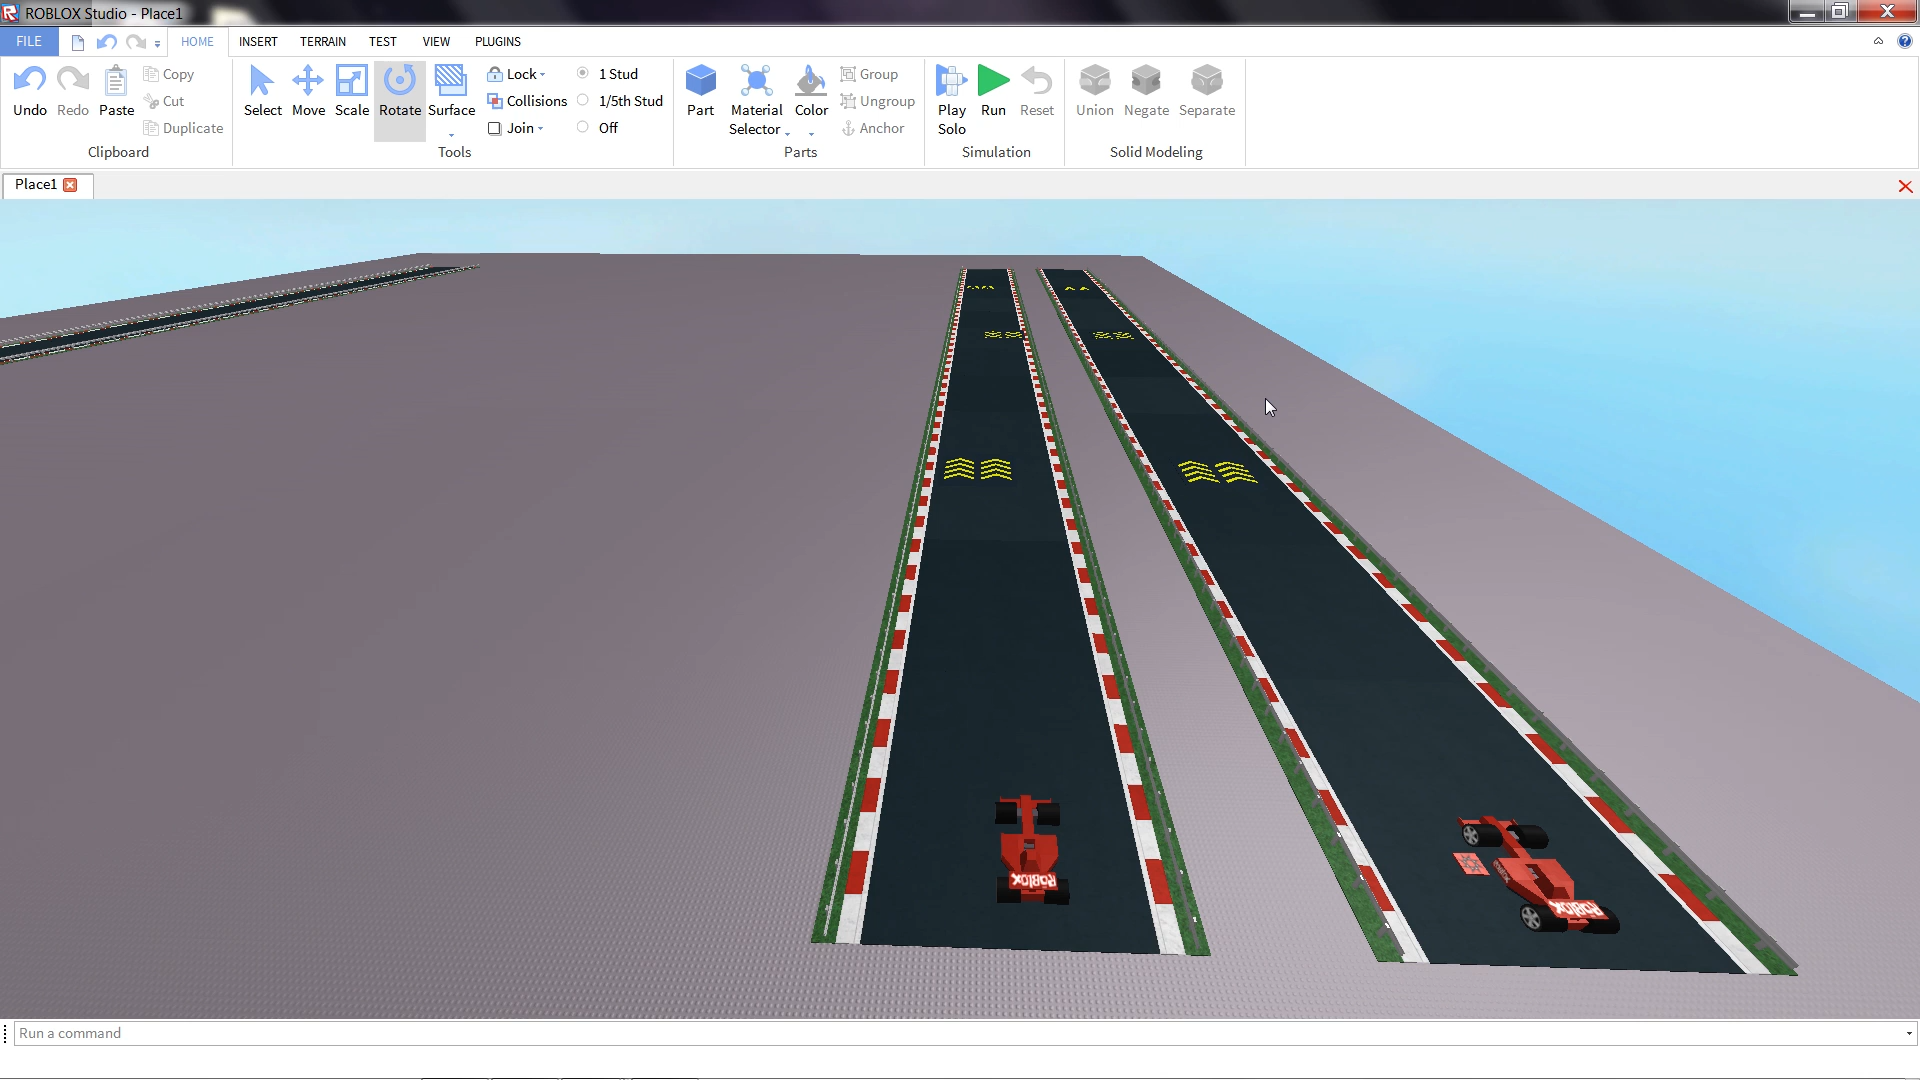 ROBLOX Studio - Place1
FILE HOME INSERT TERRAIN TEST VIEW PLUGINS
Undo Redo Paste Copy Cut Duplicate
Clipboard
Select Move Scale Rotate Surface Lock Collisions Join 1 Stud 1/5th Stud Off
Tools
Part Material Selector Color Group Ungroup Anchor
Parts
Play Solo Run Reset
Simulation
Union Negate Separate
Solid Modeling
Place1
ROBLOX
ROBLOX
Run a command